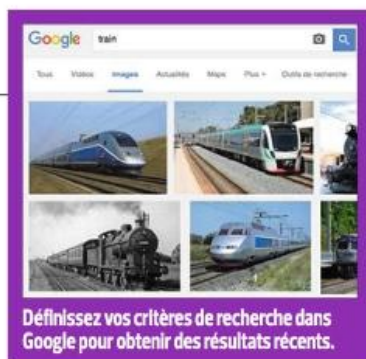 Google train
Tous Vidéos Images Actualités Maps Plus Outils de recherche
Définissez vos critères de recherche dans
Google pour obtenir des résultats récents.